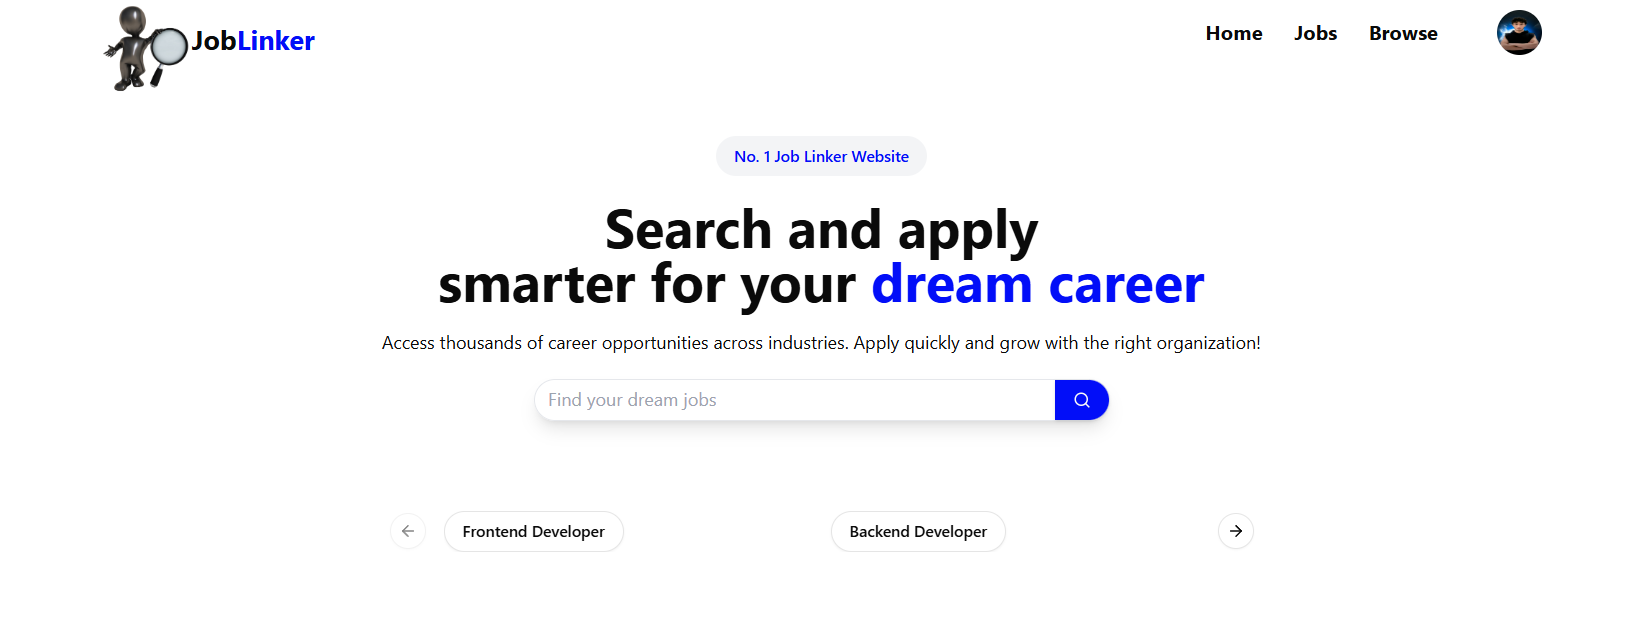 JobLinker
Home Jobs Browse
No. 1 Job Linker Website
Search and apply
smarter for your dream career
Access thousands of career opportunities across industries. Apply quickly and grow with the right organization!
Find your dream jobs
Frontend Developer
Backend Developer